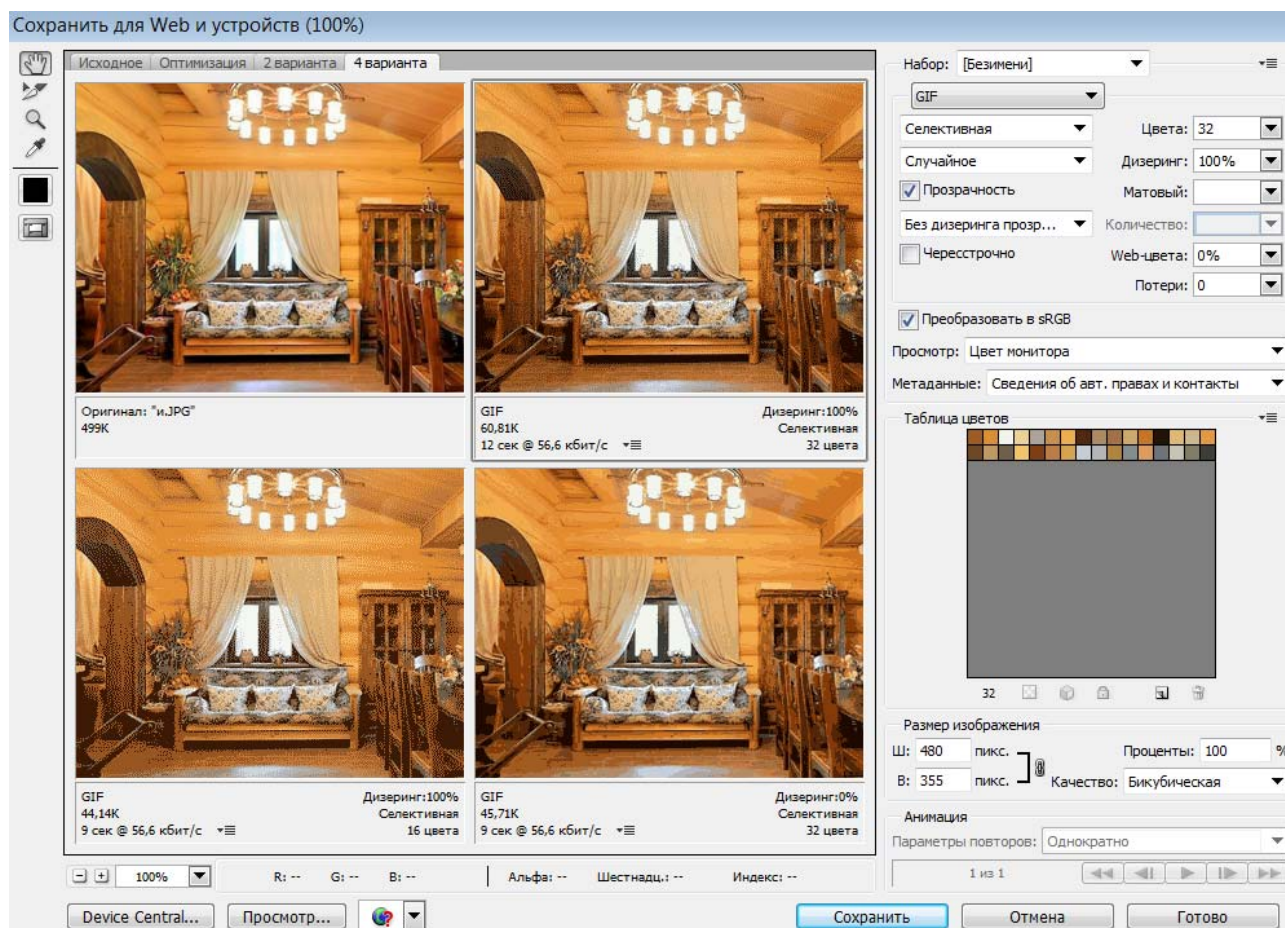 Сохранить для Web и устройств (100%)
Исходное Оптимизация 2 варианта 4 варианта
Оригинал: "и.JPG"
499K
GIF Дизеринг:100%
60,81K Селективная
12 сек @ 56,6 кбит/с 32 цвета
GIF Дизеринг:100%
44,14K Селективная
9 сек @ 56,6 кбит/с 16 цвета
GIF Дизеринг:0%
45,71K Селективная
9 сек @ 56,6 кбит/с 32 цвета
Набор: [Безимени]
GIF
Селективная Цвета: 32
Случайное Дизеринг: 100%
Прозрачность Матовый:
Без дизеринга прозр... Количество:
Чересстрочно Web-цвета: 0%
Потери: 0
Преобразовать в sRGB
Просмотр: Цвет монитора
Метаданные: Сведения об авт. правах и контакты
Таблица цветов
32
Размер изображения
Ш: 480 пикс. Проценты: 100 %
В: 355 пикс. Качество: Бикубическая
Анимация
Параметры повторов: Однократно
1 из 1
100% R: -- G: -- B: -- Альфа: -- Шестнадц.: -- Индекс: --
Device Central... Просмотр... Сохранить Отмена Готово